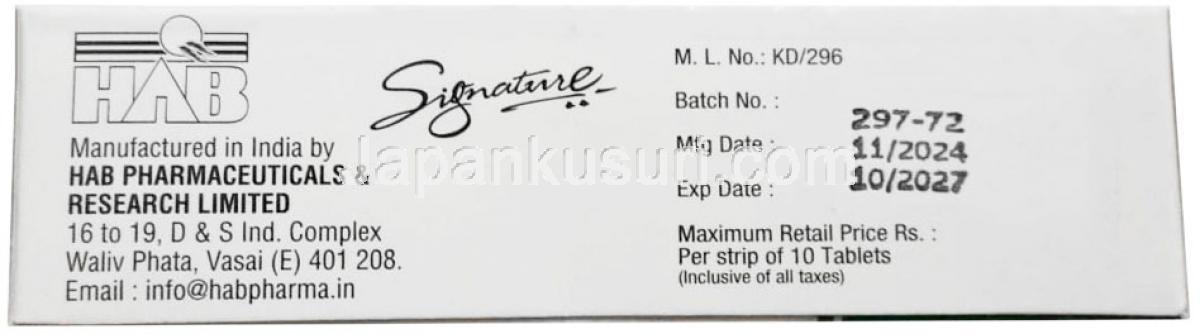 HAB
Signature
Manufactured in India by
HAB PHARMACEUTICALS &
RESEARCH LIMITED
16 to 19, D & S Ind. Complex
Waliv Phata, Vasai (E) 401 208.
Email : info@habpharma.in
M. L. No.: KD/296
Batch No. : 297-72
Mfg Date : 11/2024
Exp Date : 10/2027
Maximum Retail Price Rs. :
Per strip of 10 Tablets
(Inclusive of all taxes)